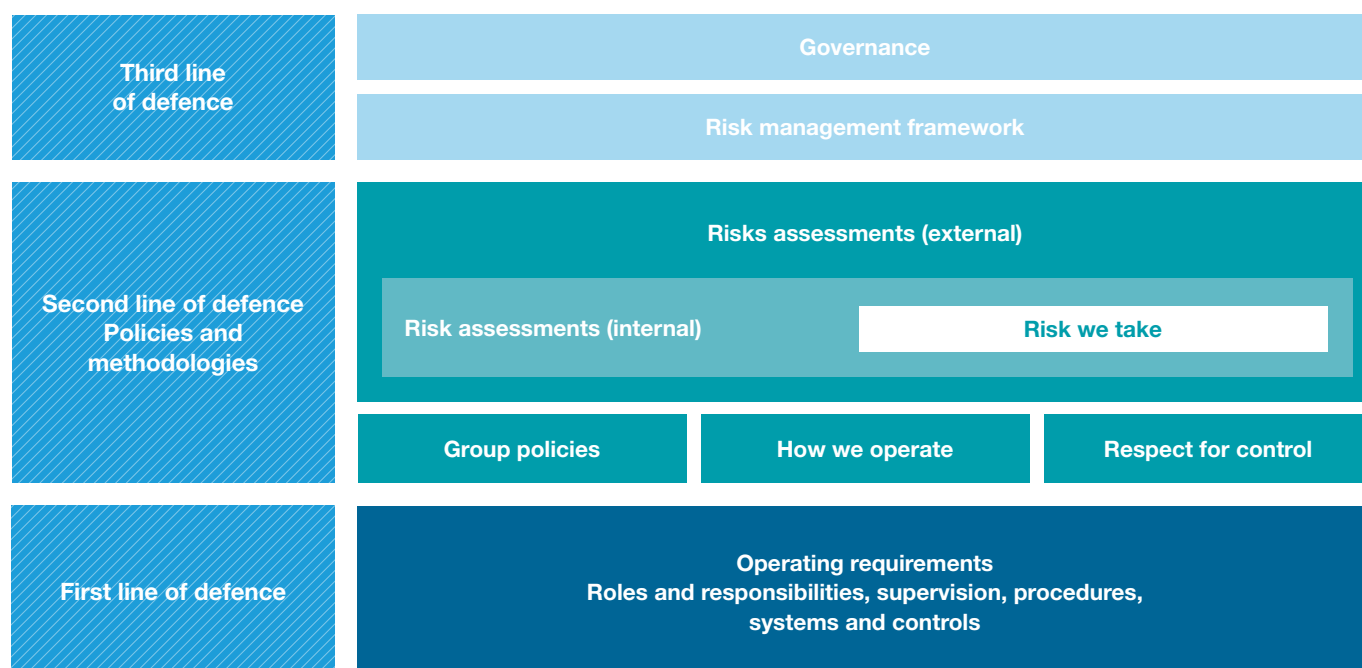 Third line
of defence
Governance
Risk management framework
Second line of defence
Policies and
methodologies
Risks assessments (external)
Risk assessments (internal)
Risk we take
Group policies
How we operate
Respect for control
First line of defence
Operating requirements
Roles and responsibilities, supervision, procedures,
systems and controls